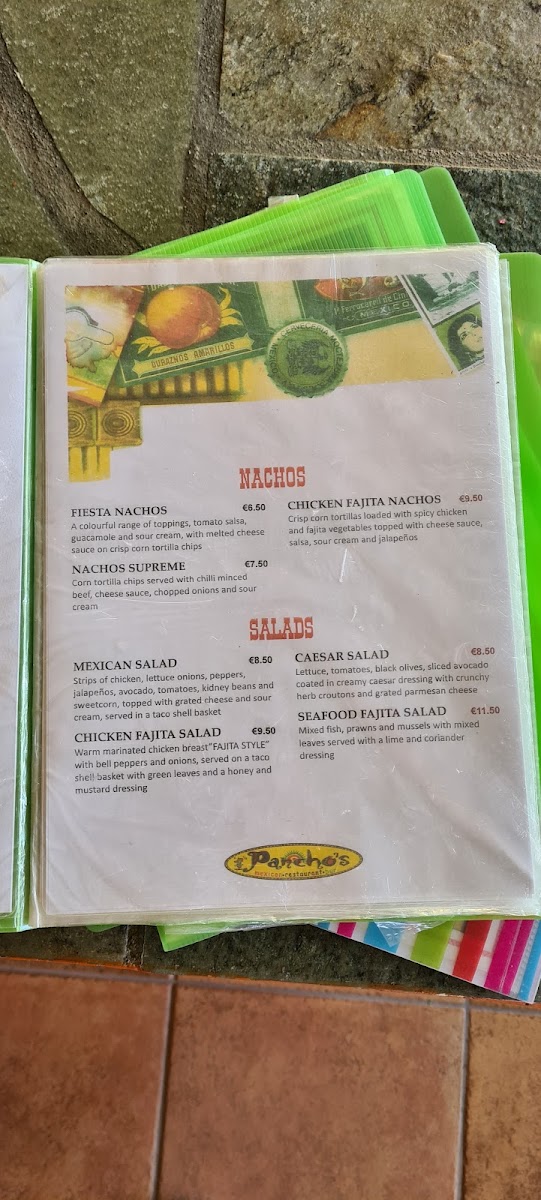 DURAZNOS AMARILLOS
MEXICO
NACHOS
FIESTA NACHOS €6.50
A colourful range of toppings, tomato salsa,
guacamole and sour cream, with melted cheese
sauce on crisp corn tortilla chips
NACHOS SUPREME €7.50
Corn tortilla chips served with chilli minced
beef, cheese sauce, chopped onions and sour
cream
CHICKEN FAJITA NACHOS €9.50
Crisp corn tortillas loaded with spicy chicken
and fajita vegetables topped with cheese sauce,
salsa, sour cream and jalapeños
SALADS
MEXICAN SALAD €8.50
Strips of chicken, lettuce onions, peppers,
jalapeños, avocado, tomatoes, kidney beans and
sweetcorn, topped with grated cheese and sour
cream, served in a taco shell basket
CHICKEN FAJITA SALAD €9.50
Warm marinated chicken breast"FAJITA STYLE"
with bell peppers and onions, served on a taco
shell basket with green leaves and a honey and
mustard dressing
CAESAR SALAD €8.50
Lettuce, tomatoes, black olives, sliced avocado
coated in creamy caesar dressing with crunchy
herb croutons and grated parmesan cheese
SEAFOOD FAJITA SALAD €11.50
Mixed fish, prawns and mussels with mixed
leaves served with a lime and coriander
dressing
Pancho's
mexican restaurant